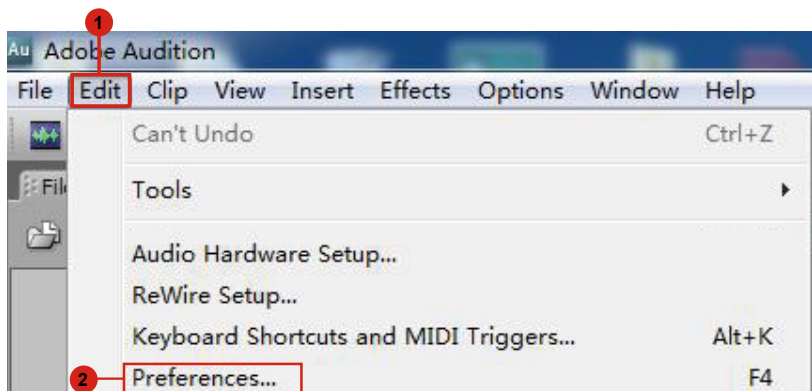 1
Au Adobe Audition
File Edit Clip View Insert Effects Options Window Help
Can't Undo Ctrl+Z
Fil
Tools
Audio Hardware Setup...
ReWire Setup...
Keyboard Shortcuts and MIDI Triggers... Alt+K
2 Preferences... F4